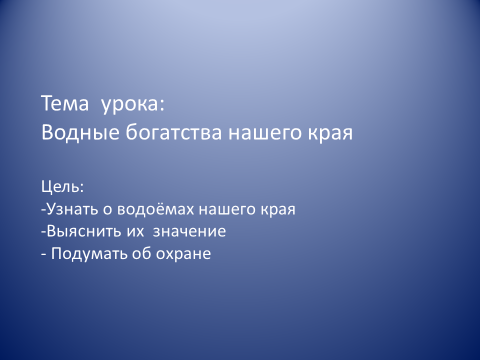 Тема  урока:
Водные богатства нашего края
Цель:
-Узнать о водоёмах нашего края
-Выяснить их  значение
- Подумать об охране